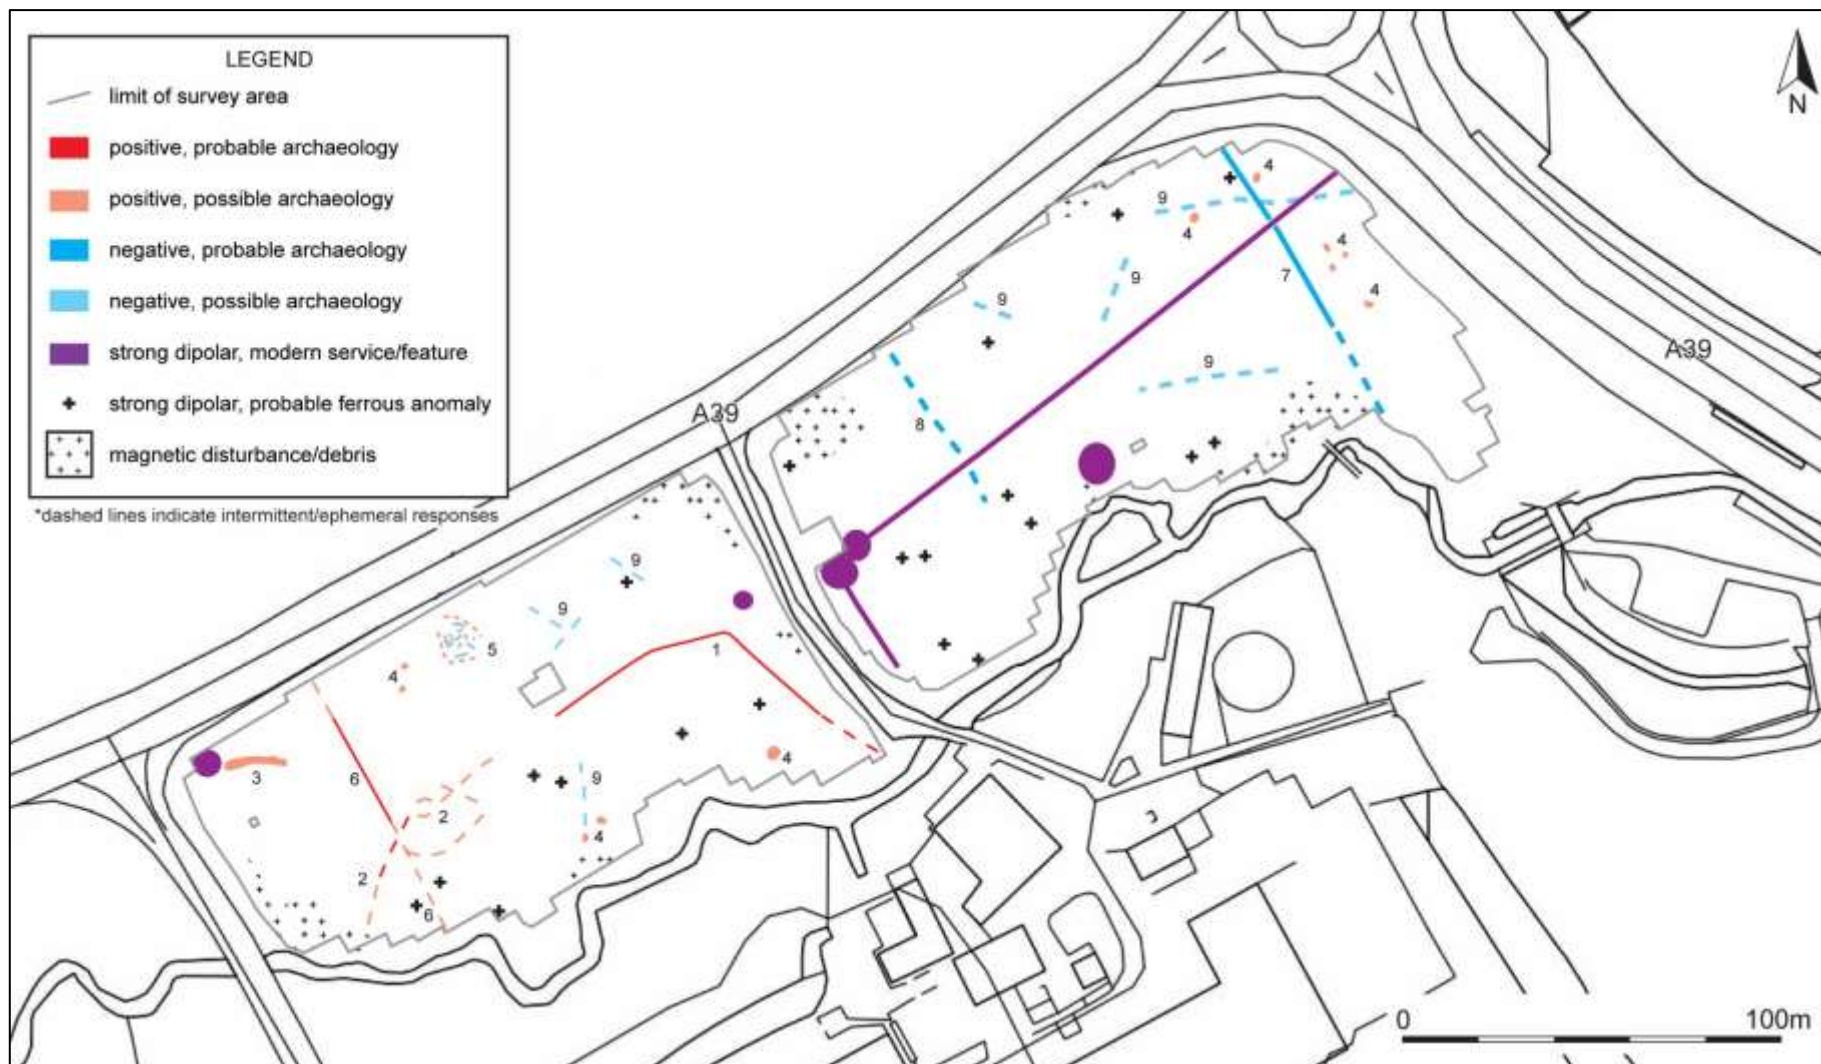 LEGEND
limit of survey area
positive, probable archaeology
positive, possible archaeology
negative, probable archaeology
negative, possible archaeology
strong dipolar, modern service/feature
strong dipolar, probable ferrous anomaly
magnetic disturbance/debris
*dashed lines indicate intermittent/ephemeral responses
N
4
9
4
4
9
7
4
9
A39
9
A39
8
9
9
5
1
4
4
3
6
9
2
4
2
6
0
100m